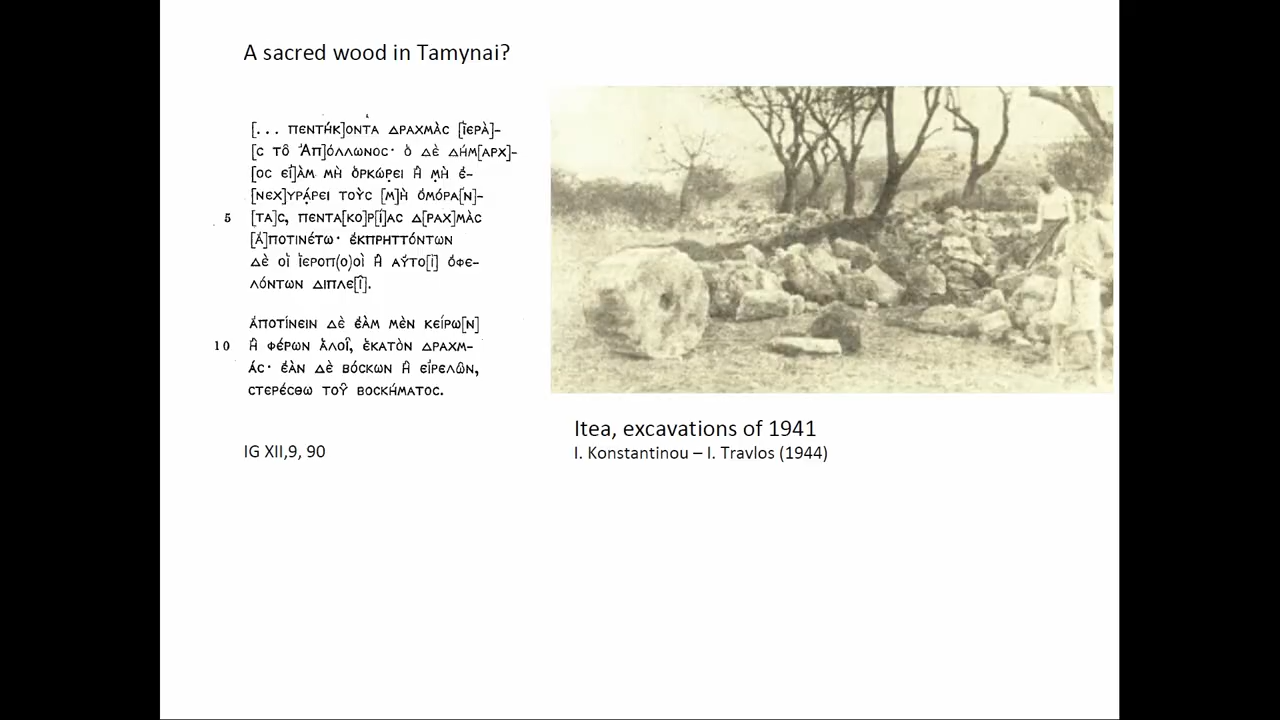 A sacred wood in Tamynai?
[... πεντήκ]οντα δραχμὰς [ἱερὰ]-
[ς το͂ Ἀπ]όλλωνος· ὁ δὲ δήμ[αρχ]-
[ος εἰ]ὰμ μὴ ὁρκώρει ἢ μὴ ἐ-
[νεχ]υράρει τοὺς [μ]ὴ ὀμόρα[ν]-
5 [τα]ς, πεντα[κο]ρ[ί]ας δ[ραχ]μὰς
[ἀ]ποτινέτω· ἐκπρηττόντων
δὲ οἱ ἱεροπ(ο)οὶ ἢ αὐτο[ὶ] ὀφε-
λόντων διπλε[ῖ].
ἀποτίνειν δὲ ἐὰμ μὲν κείρω[ν]
10 ἢ φέρων ἁλοῖ, ἑκατὸν δραχμ-
άς· ἐὰν δὲ βόσκων ἢ εἰρελῶν,
στερέσθω τοῦ βοσκήματος.
IG XII,9, 90
Itea, excavations of 1941
I. Konstantinou – I. Travlos (1944)